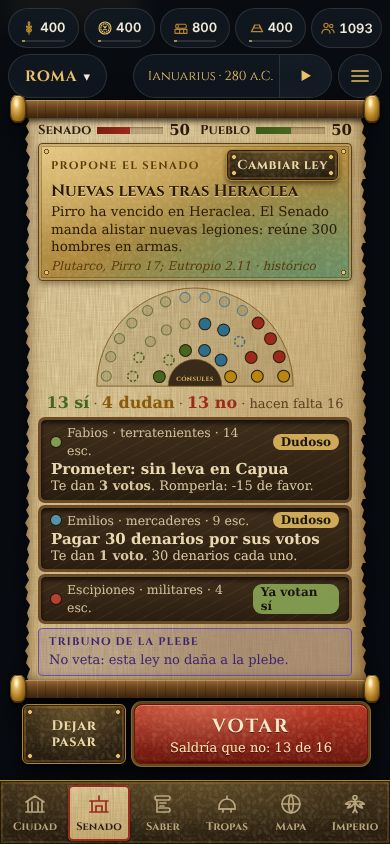 400 400 800 400 1093
ROMA ▾ IANUARIUS · 280 A.C.
SENADO 50 PUEBLO 50
PROPONE EL SENADO CAMBIAR LEY
NUEVAS LEVAS TRAS HERACLEA
Pirro ha vencido en Heraclea. El Senado
manda alistar nuevas legiones: reúne 300
hombres en armas.
Plutarco, Pirro 17; Eutropio 2.11 · histórico
CÓNSULES
13 sí · 4 dudan · 13 no · hacen falta 16
Fabios · terratenientes · 14
esc.
Dudoso
Prometer: sin leva en Capua
Te dan 3 votos. Romperla: -15 de favor.
Emilios · mercaderes · 9 esc. Dudoso
Pagar 30 denarios por sus votos
Te dan 1 voto. 30 denarios cada uno.
Escipiones · militares · 4
esc.
Ya votan
sí
TRIBUNO DE LA PLEBE
No veta: esta ley no daña a la plebe.
DEJAR
PASAR
VOTAR
Saldría que no: 13 de 16
CIUDAD SENADO SABER TROPAS MAPA IMPERIO